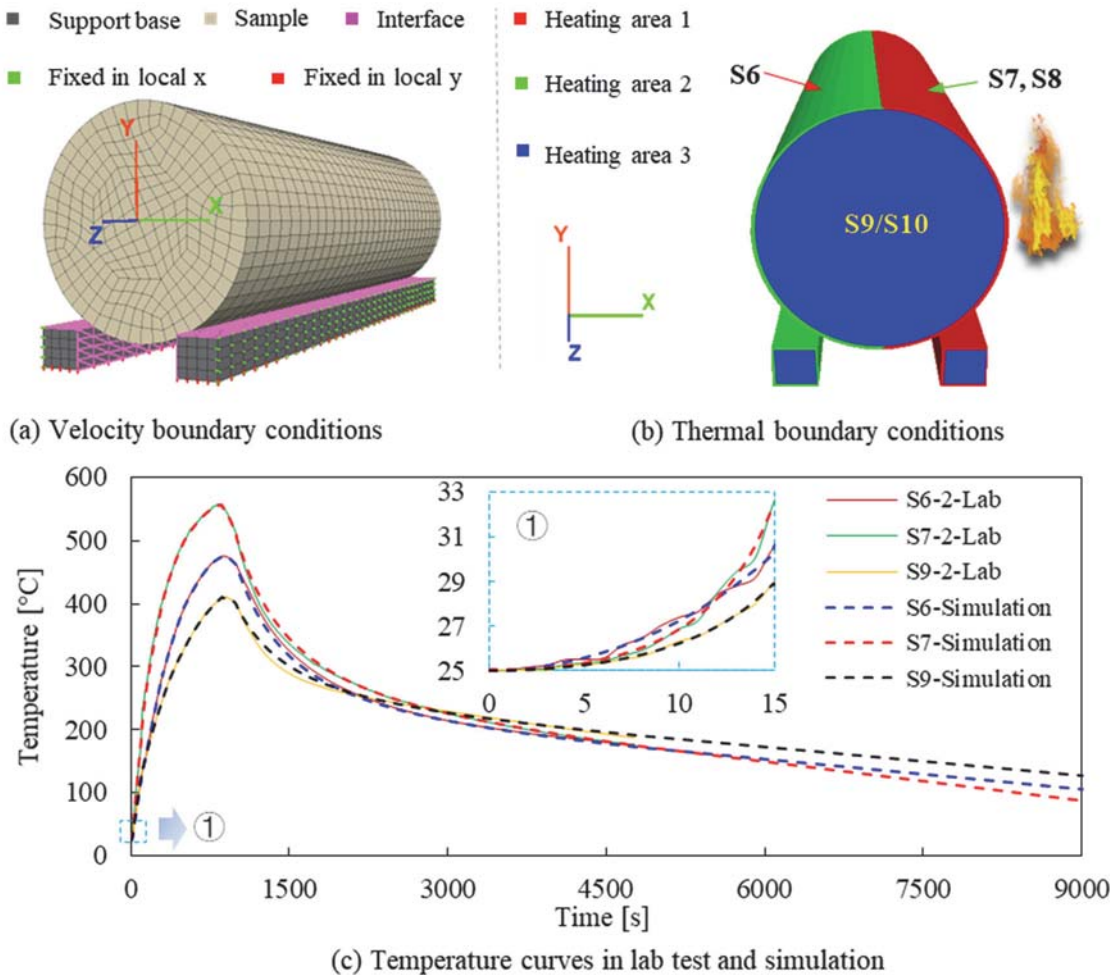 Support base
Sample
Interface
Fixed in local x
Fixed in local y
Y
X
Z
(a) Velocity boundary conditions
Heating area 1
Heating area 2
Heating area 3
S6
S7, S8
S9/S10
Y
X
Z
(b) Thermal boundary conditions
Temperature [°C]
600
500
400
300
200
100
0
33
31
29
27
25
0 5 10 15
①
S6-2-Lab
S7-2-Lab
S9-2-Lab
S6-Simulation
S7-Simulation
S9-Simulation
①
0 1500 3000 4500 6000 7500 9000
Time [s]
(c) Temperature curves in lab test and simulation